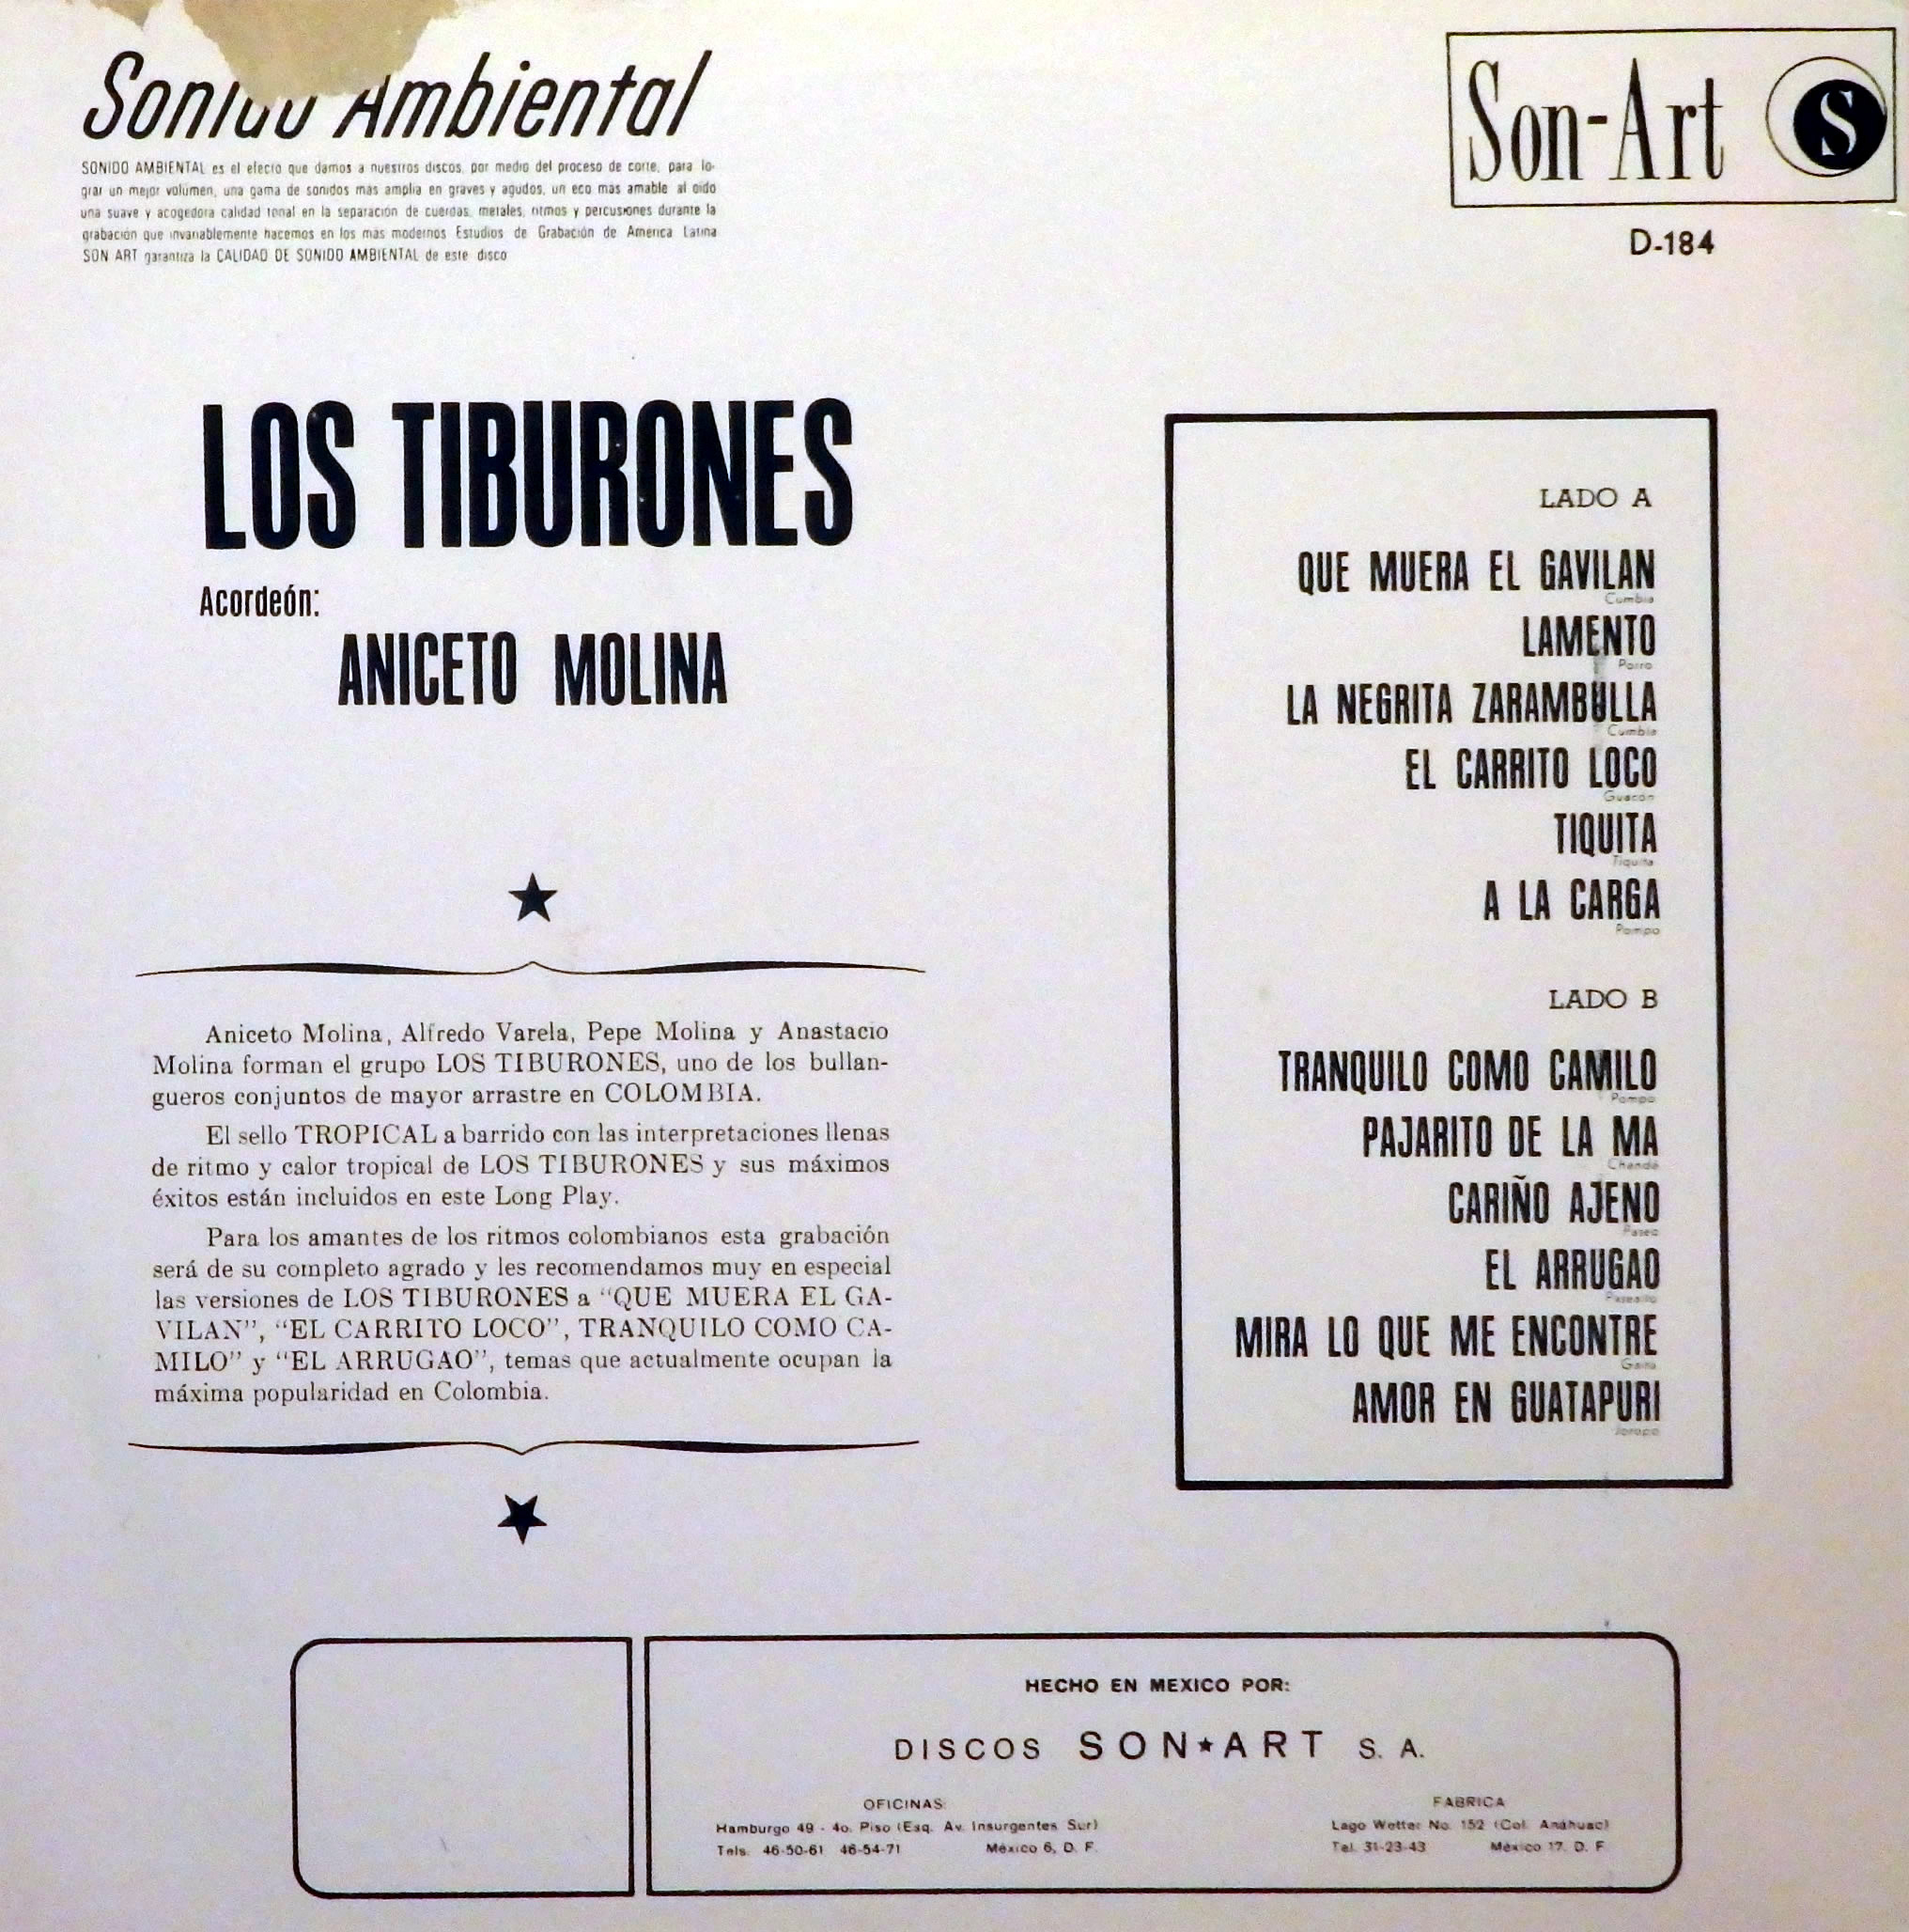 Sonido Ambiental
SONIDO AMBIENTAL es el efecto que damos a nuestros discos, por medio del proceso de corte, para lo-
grar un mejor volumen, una gama de sonidos mas amplia en graves y agudos, un eco mas amable al oido
una suave y acogedora calidad tonal en la separación de cuerdas, metales, ritmos y percusiones durante la
grabación que invariablemente hacemos en los mas modernos Estudios de Grabación de America Latina
SON ART garantiza la CALIDAD DE SONIDO AMBIENTAL de este disco
Son-Art S
D-184
LOS TIBURONES
Acordeón:
ANICETO MOLINA
Aniceto Molina, Alfredo Varela, Pepe Molina y Anastacio
Molina forman el grupo LOS TIBURONES, uno de los bullan-
gueros conjuntos de mayor arrastre en COLOMBIA.
El sello TROPICAL a barrido con las interpretaciones llenas
de ritmo y calor tropical de LOS TIBURONES y sus máximos
éxitos están incluidos en este Long Play.
Para los amantes de los ritmos colombianos esta grabación
será de su completo agrado y les recomendamos muy en especial
las versiones de LOS TIBURONES a “QUE MUERA EL GA-
VILAN”, “EL CARRITO LOCO”, TRANQUILO COMO CA-
MILO” y “EL ARRUGAO”, temas que actualmente ocupan la
máxima popularidad en Colombia.
LADO A
QUE MUERA EL GAVILAN
Cumbia
LAMENTO
Porro
LA NEGRITA ZARAMBULLA
Cumbia
EL CARRITO LOCO
TIQUITA
Tiquita
A LA CARGA
Pompo
LADO B
TRANQUILO COMO CAMILO
Pompo
PAJARITO DE LA MA
Chandé
CARIÑO AJENO
Paseo
EL ARRUGAO
Paseaito
MIRA LO QUE ME ENCONTRE
Gaita
AMOR EN GUATAPURI
Joropo
HECHO EN MEXICO POR:
DISCOS SON★ART S. A.
OFICINAS:
Hamburgo 49 - 4o. Piso (Esq. Av. Insurgentes Sur)
Tels. 46-50-61 46-54-71 México 6, D. F.
FABRICA
Lago Wetter No. 152 (Col. Anáhuac)
Tel. 31-23-43 México 17, D. F.